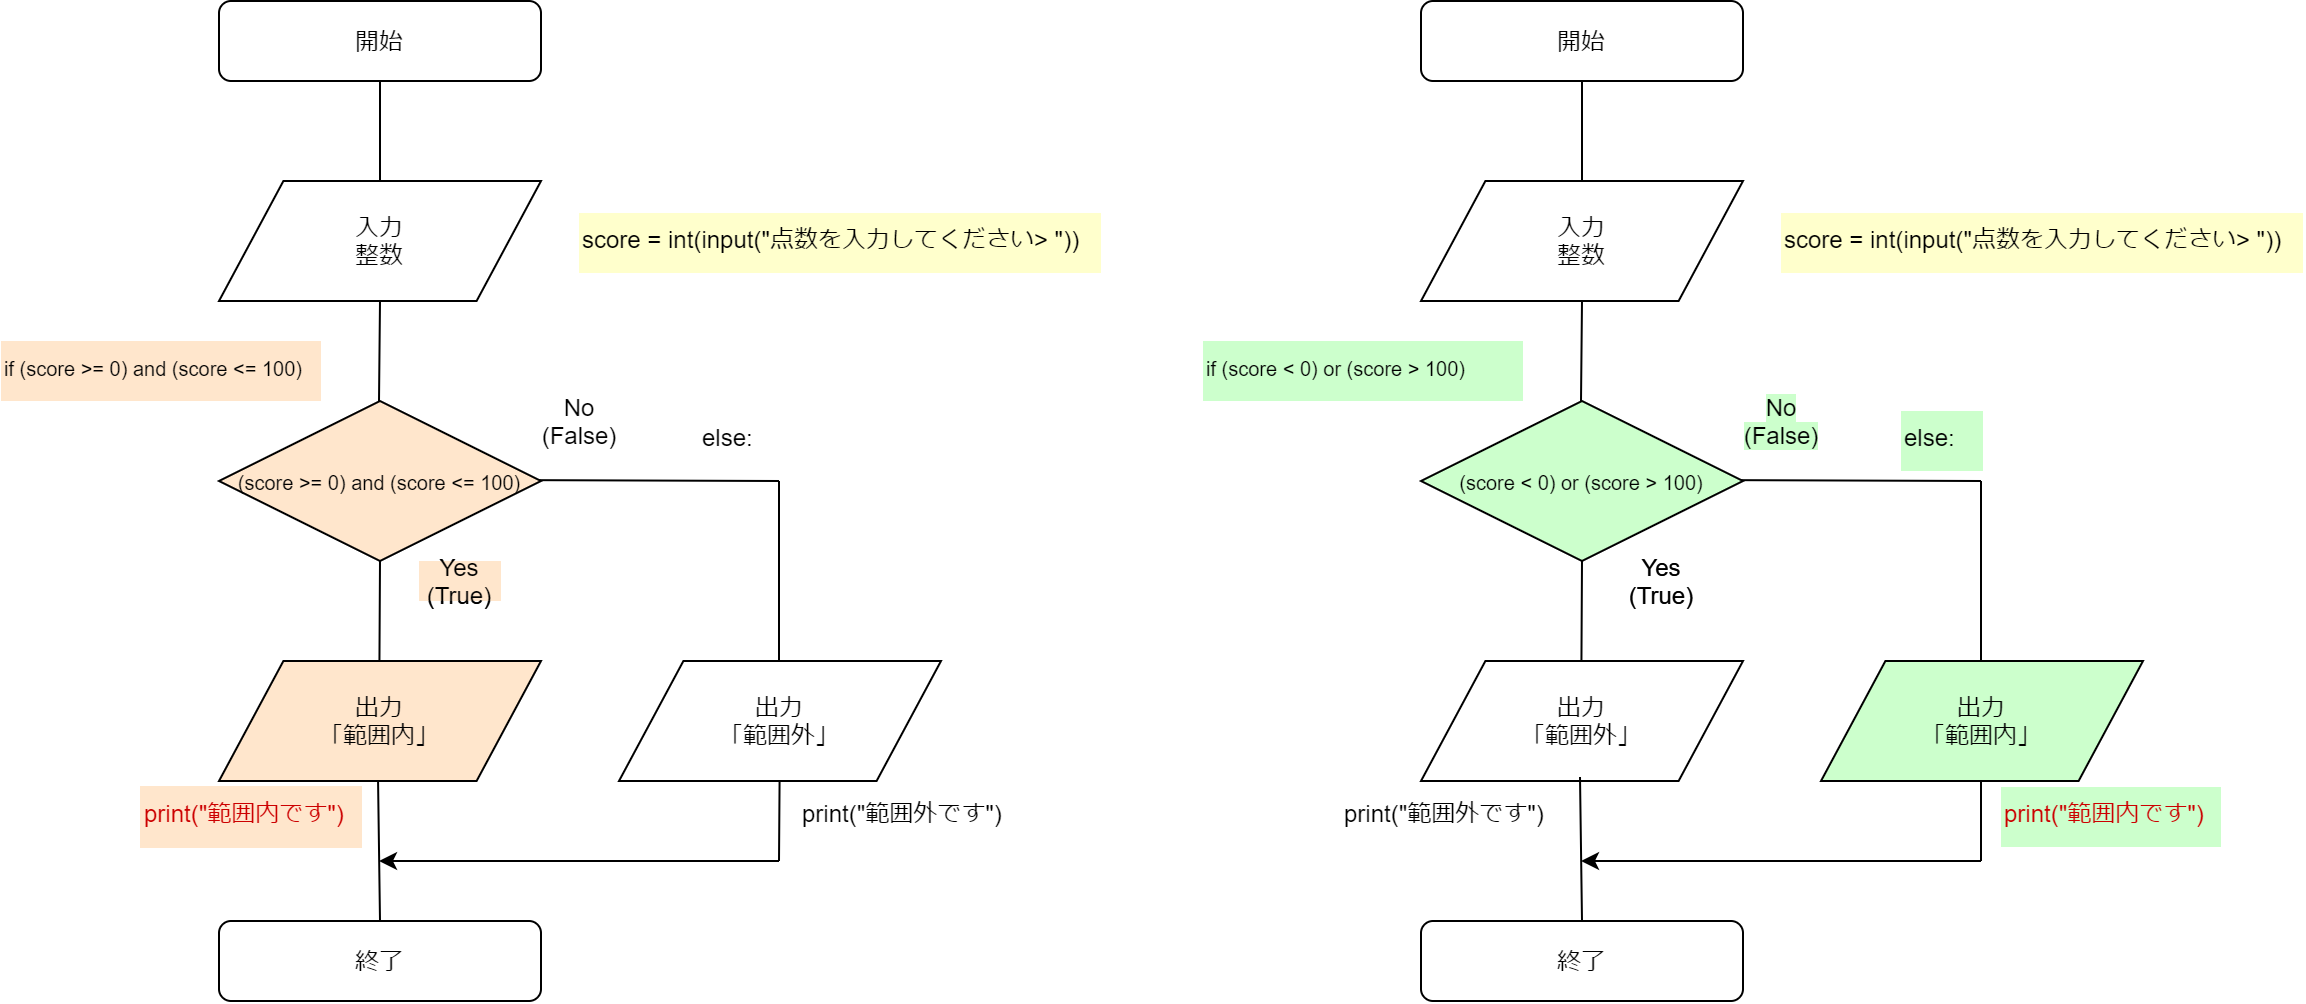 開始
入力
整数
score = int(input("点数を入力してください> "))
if (score >= 0) and (score <= 100)
(score >= 0) and (score <= 100)
No
(False)
else:
Yes
(True)
出力
「範囲内」
print("範囲内です")
出力
「範囲外」
print("範囲外です")
終了
開始
入力
整数
score = int(input("点数を入力してください> "))
if (score < 0) or (score > 100)
(score < 0) or (score > 100)
No
(False)
else:
Yes
(True)
出力
「範囲外」
print("範囲外です")
出力
「範囲内」
print("範囲内です")
終了